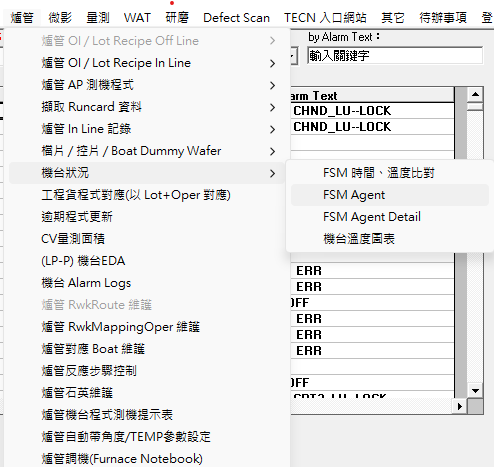 爐管 微影 量測 WAT 研磨 Defect Scan TECN 入口網站 其它 待辦事項 登
爐管 OI / Lot Recipe Off Line
by Alarm Text：
爐管 OI / Lot Recipe In Line
輸入關鍵字
爐管 AP 測機程式
擷取 Runcard 資料
爐管 In Line 記錄
檔片 / 控片 / Boat Dummy Wafer
機台狀況
工程貨程式對應(以 Lot+Oper 對應)
逾期程式更新
CV量測面積
(LP-P) 機台EDA
機台 Alarm Logs
爐管 RwkRoute 維護
爐管 RwkMappingOper 維護
爐管對應 Boat 維護
爐管反應步驟控制
爐管石英維護
爐管機台程式測機提示表
爐管自動帶角度/TEMP參數設定
爐管調機(Furnace Notebook)
FSM 時間、溫度比對
FSM Agent
FSM Agent Detail
機台溫度圖表
arm Text
CHND_LU--LOCK
CHND_LU--LOCK
ERR
ERR
OFF
ERR
ERR
ERR
OFF